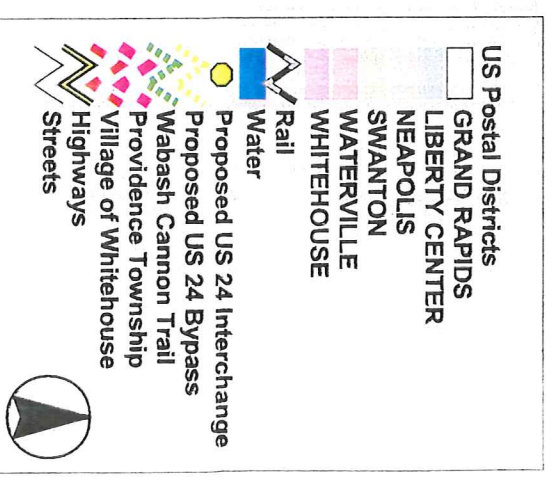 US Postal Districts
GRAND RAPIDS
LIBERTY CENTER
NEAPOLIS
SWANTON
WATERVILLE
WHITEHOUSE
Rail
Water
Proposed US 24 Interchange
Proposed US 24 Bypass
Wabash Cannon Trail
Providence Township
Village of Whitehouse
Highways
Streets